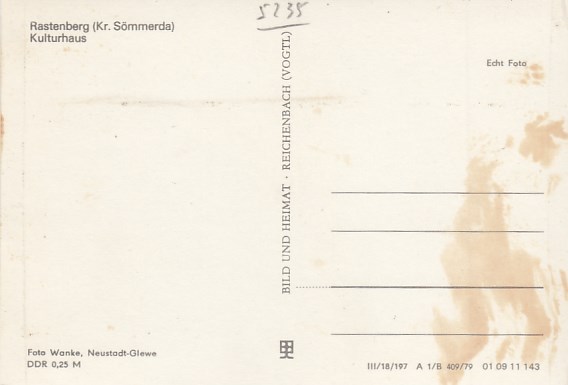 5235
Rastenberg (Kr. Sömmerda)
Kulturhaus
Echt Foto
BILD UND HEIMAT · REICHENBACH (VOGTL)
Foto Wanke, Neustadt-Glewe
DDR 0,25 M
III/18/197 A 1/B 409/79 01 09 11 143